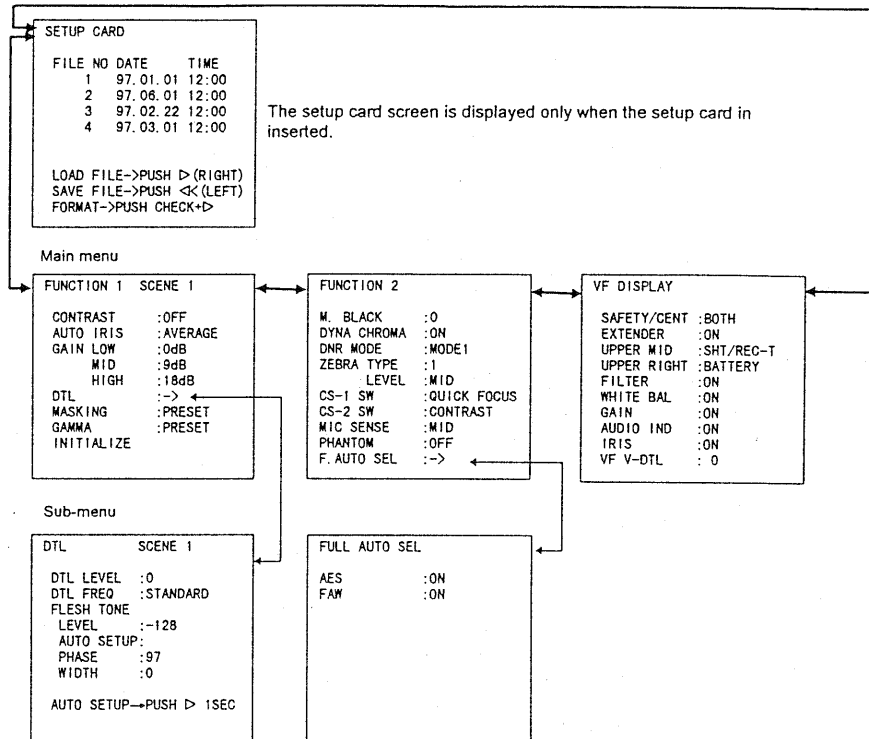 SETUP CARD
FILE NO DATE TIME
1 97.01.01 12:00
2 97.06.01 12:00
3 97.02.22 12:00
4 97.03.01 12:00
LOAD FILE->PUSH ▷(RIGHT)
SAVE FILE->PUSH ◁◁(LEFT)
FORMAT->PUSH CHECK+▷
The setup card screen is displayed only when the setup card in
inserted.
Main menu
FUNCTION 1 SCENE 1
CONTRAST :OFF
AUTO IRIS :AVERAGE
GAIN LOW :0dB
MID :9dB
HIGH :18dB
DTL :->
MASKING :PRESET
GAMMA :PRESET
INITIALIZE
FUNCTION 2
M. BLACK :0
DYNA CHROMA :ON
DNR MODE :MODE1
ZEBRA TYPE :1
LEVEL :MID
CS-1 SW :QUICK FOCUS
CS-2 SW :CONTRAST
MIC SENSE :MID
PHANTOM :OFF
F. AUTO SEL :->
VF DISPLAY
SAFETY/CENT :BOTH
EXTENDER :ON
UPPER MID :SHT/REC-T
UPPER RIGHT :BATTERY
FILTER :ON
WHITE BAL :ON
GAIN :ON
AUDIO IND :ON
IRIS :ON
VF V-DTL : 0
Sub-menu
DTL SCENE 1
DTL LEVEL :0
DTL FREQ :STANDARD
FLESH TONE
LEVEL :-128
AUTO SETUP:
PHASE :97
WIDTH :0
AUTO SETUP→PUSH ▷ 1SEC
FULL AUTO SEL
AES :ON
FAW :ON